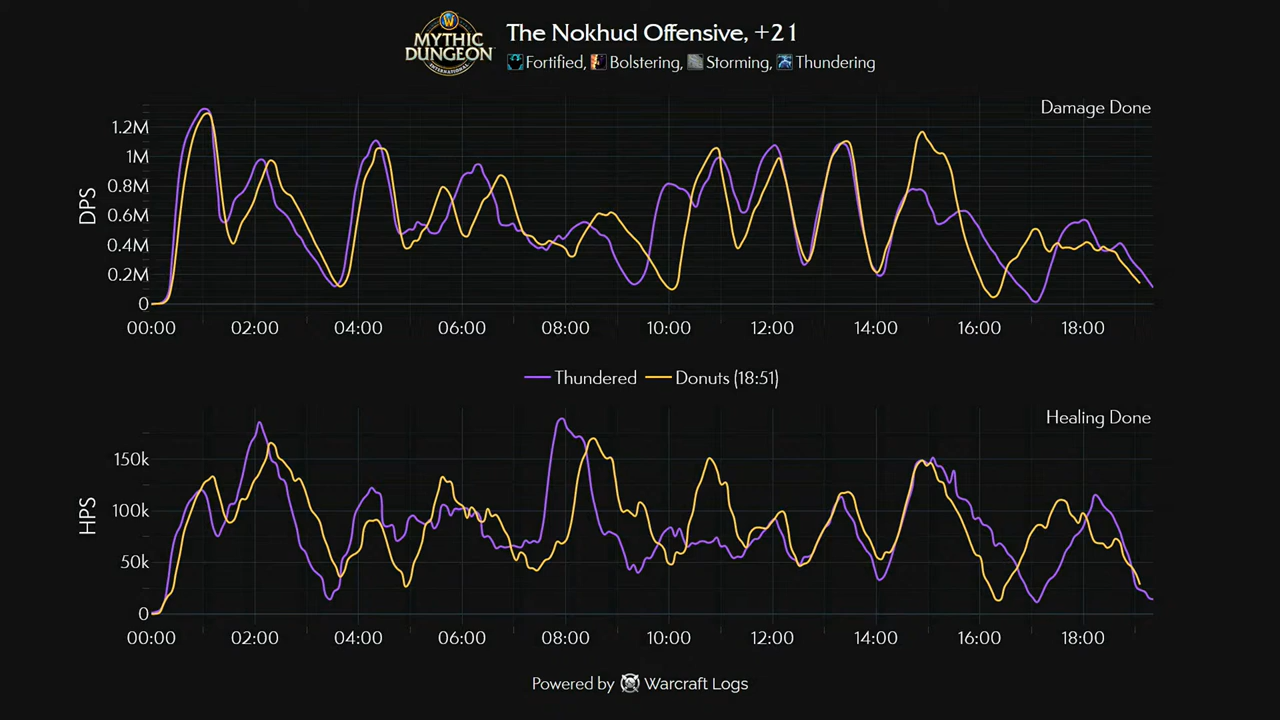 MYTHIC
DUNGEON
INTERNATIONAL
The Nokhud Offensive, +21
Fortified, Bolstering, Storming, Thundering
Damage Done
DPS
1.2M
1M
0.8M
0.6M
0.4M
0.2M
0
00:00 02:00 04:00 06:00 08:00 10:00 12:00 14:00 16:00 18:00
Thundered Donuts (18:51)
Healing Done
HPS
150k
100k
50k
0
00:00 02:00 04:00 06:00 08:00 10:00 12:00 14:00 16:00 18:00
Powered by Warcraft Logs